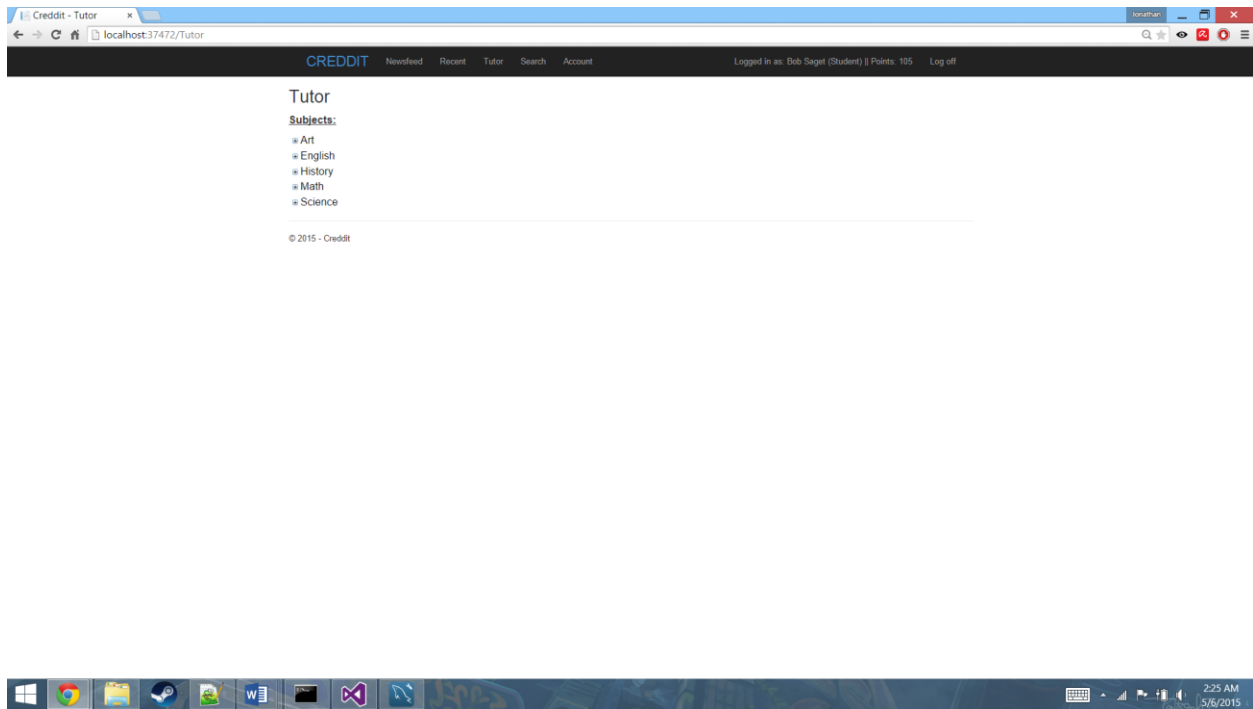 Creddit - Tutor
Jonathan
localhost:37472/Tutor
CREDDIT Newsfeed Recent Tutor Search Account Logged in as: Bob Saget (Student) || Points: 105 Log off
Tutor
Subjects:
Art
English
History
Math
Science
© 2015 - Creddit
2:25 AM
5/6/2015